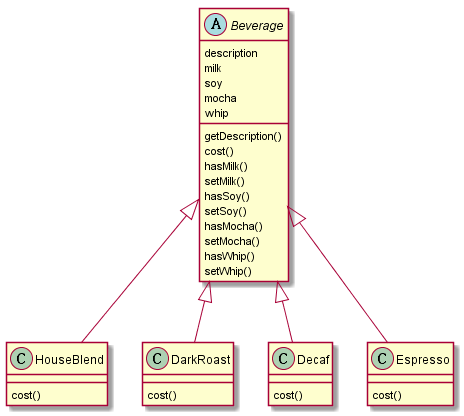 A Beverage
description
milk
soy
mocha
whip
getDescription()
cost()
hasMilk()
setMilk()
hasSoy()
setSoy()
hasMocha()
setMocha()
hasWhip()
setWhip()
C HouseBlend
cost()
C DarkRoast
cost()
C Decaf
cost()
C Espresso
cost()